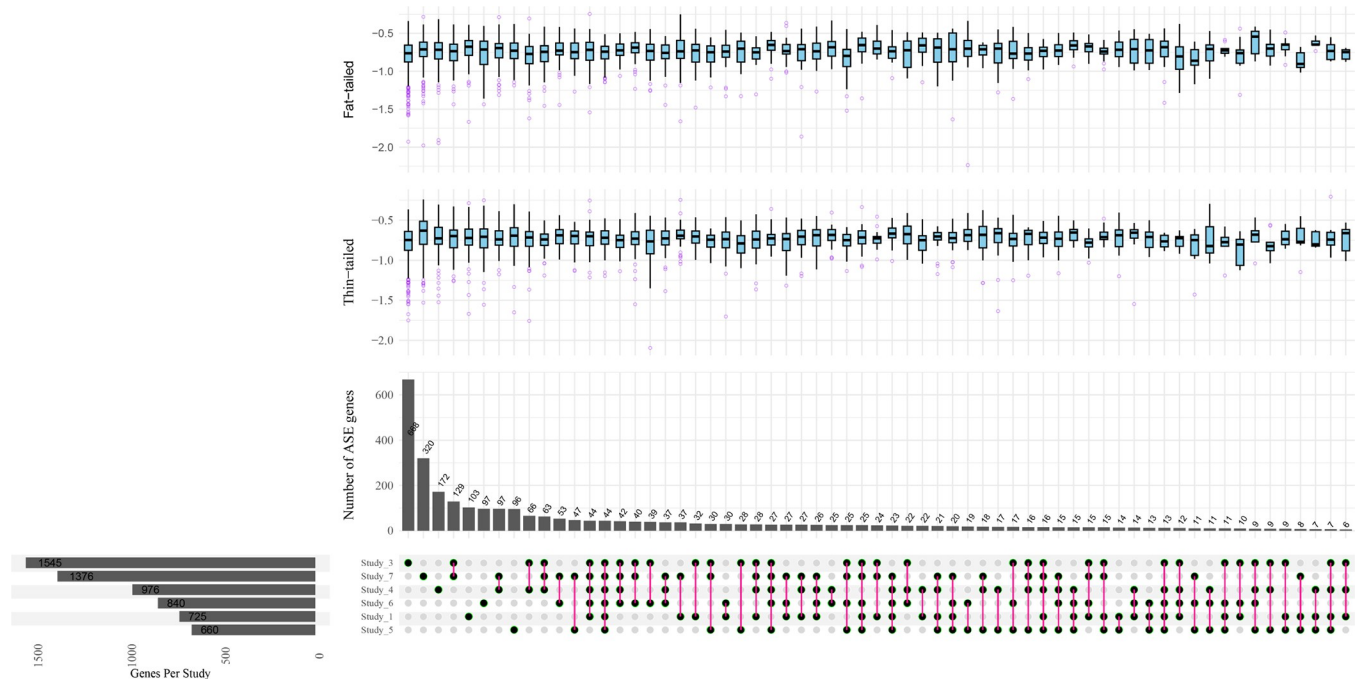 −0.5
−1.0
−1.5
−2.0
Fat-tailed
−0.5
−1.0
−1.5
−2.0
Thin-tailed
600
400
200
0
Number of ASE genes
668 320 172 129 103 97 97 96 66 63 53 47 44 44 42 40 39 37 37 32 30 30 28 28 27 27 27 26 25 25 25 24 23 22 22 21 20 19 18 17 17 16 16 15 15 15 15 14 14 13 13 12 11 11 11 10 9 9 9 8 7 7 6
1545
1376
976
840
725
660
1500 1000 500 0
Genes Per Study
Study_3
Study_7
Study_4
Study_6
Study_1
Study_5